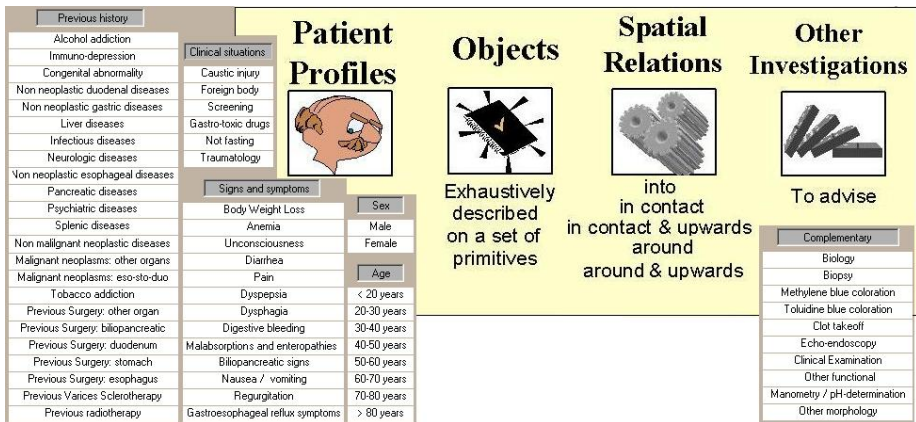 Previous history
Alcohol addiction
Immuno-depression
Congenital abnormality
Non neoplastic duodenal diseases
Non neoplastic gastric diseases
Liver diseases
Infectious diseases
Neurologic diseases
Non neoplastic esophageal diseases
Pancreatic diseases
Psychiatric diseases
Splenic diseases
Non malilgnant neoplastic diseases
Malignant neoplasms: other organs
Malignant neoplasms: eso-sto-duo
Tobacco addiction
Previous Surgery: other organ
Previous Surgery: biliopancreatic
Previous Surgery: duodenum
Previous Surgery: stomach
Previous Surgery: esophagus
Previous Varices Sclerotherapy
Previous radiotherapy
Clinical situations
Caustic injury
Foreign body
Screening
Gastro-toxic drugs
Not fasting
Traumatology
Signs and symptoms
Body Weight Loss
Anemia
Unconsciousness
Diarrhea
Pain
Dyspepsia
Dysphagia
Digestive bleeding
Malabsorptions and enteropathies
Biliopancreatic signs
Nausea / vomiting
Regurgitation
Gastroesophageal reflux symptoms
Sex
Male
Female
Age
< 20 years
20-30 years
30-40 years
40-50 years
50-60 years
60-70 years
70-80 years
> 80 years
Patient
Profiles
Objects
Exhaustively
described
on a set of
primitives
Spatial
Relations
into
in contact
in contact & upwards
around
around & upwards
Other
Investigations
To advise
Complementary
Biology
Biopsy
Methylene blue coloration
Toluidine blue coloration
Clot takeoff
Echo-endoscopy
Clinical Examination
Other functional
Manometry / pH-determination
Other morphology